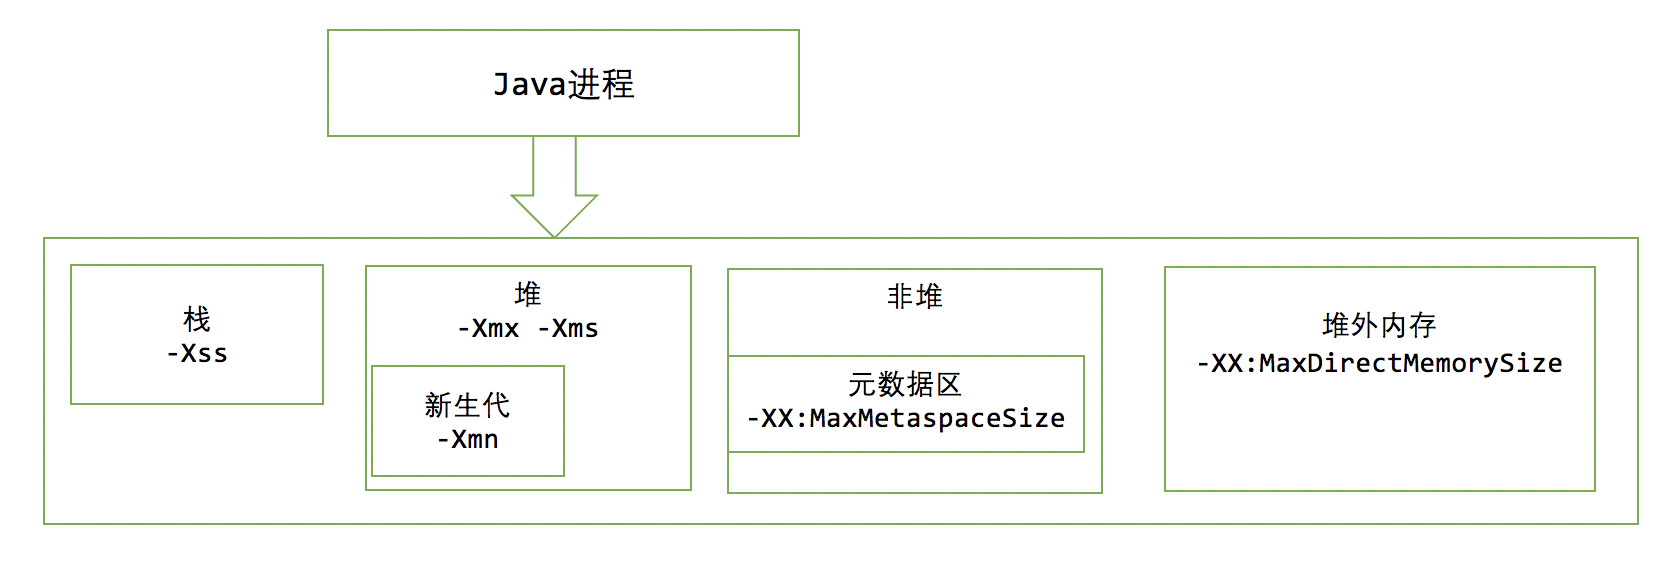 Java进程
栈
-Xss
堆
-Xmx -Xms
新生代
-Xmn
非堆
元数据区
-XX:MaxMetaspaceSize
堆外内存
-XX:MaxDirectMemorySize